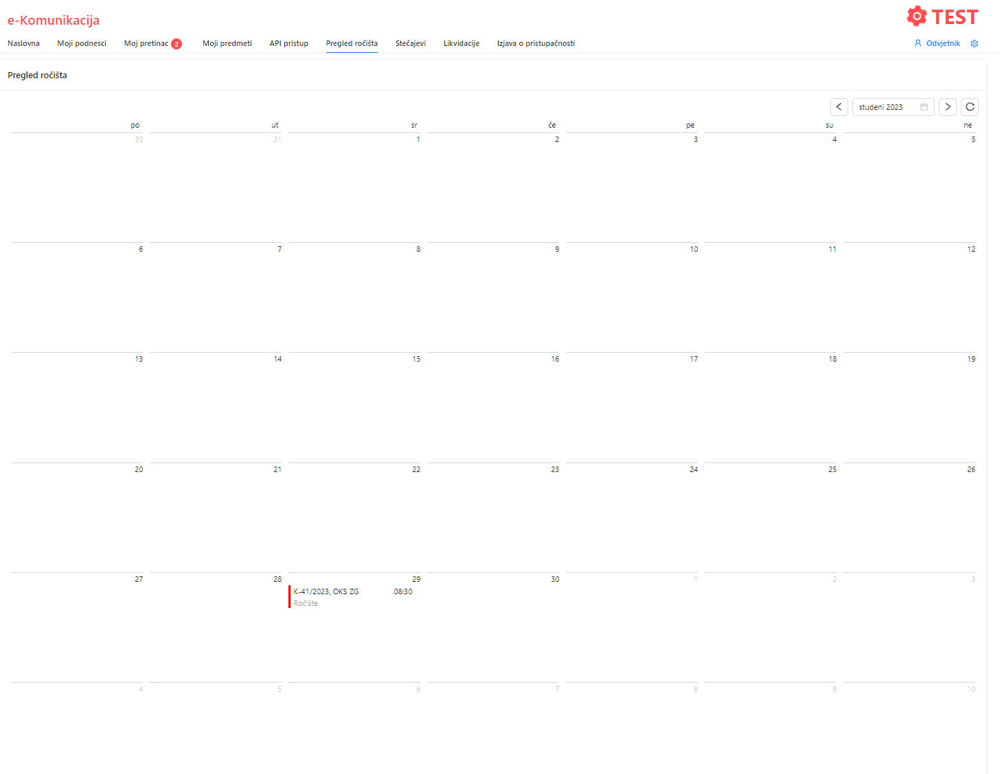 e-Komunikacija
TEST
Naslovna Moji podnesci Moj pretinac 2 Moji predmeti API pristup Pregled ročišta Stečajevi Likvidacije Izjava o pristupačnosti Odvjetnik
Pregled ročišta
studeni 2023
po ut sr če pe su ne
30 31 1 2 3 4 5
6 7 8 9 10 11 12
13 14 15 16 17 18 19
20 21 22 23 24 25 26
27 28 29 30 1 2 3
K-41/2023, OKS ZG 08:30
Ročište
4 5 6 7 8 9 10